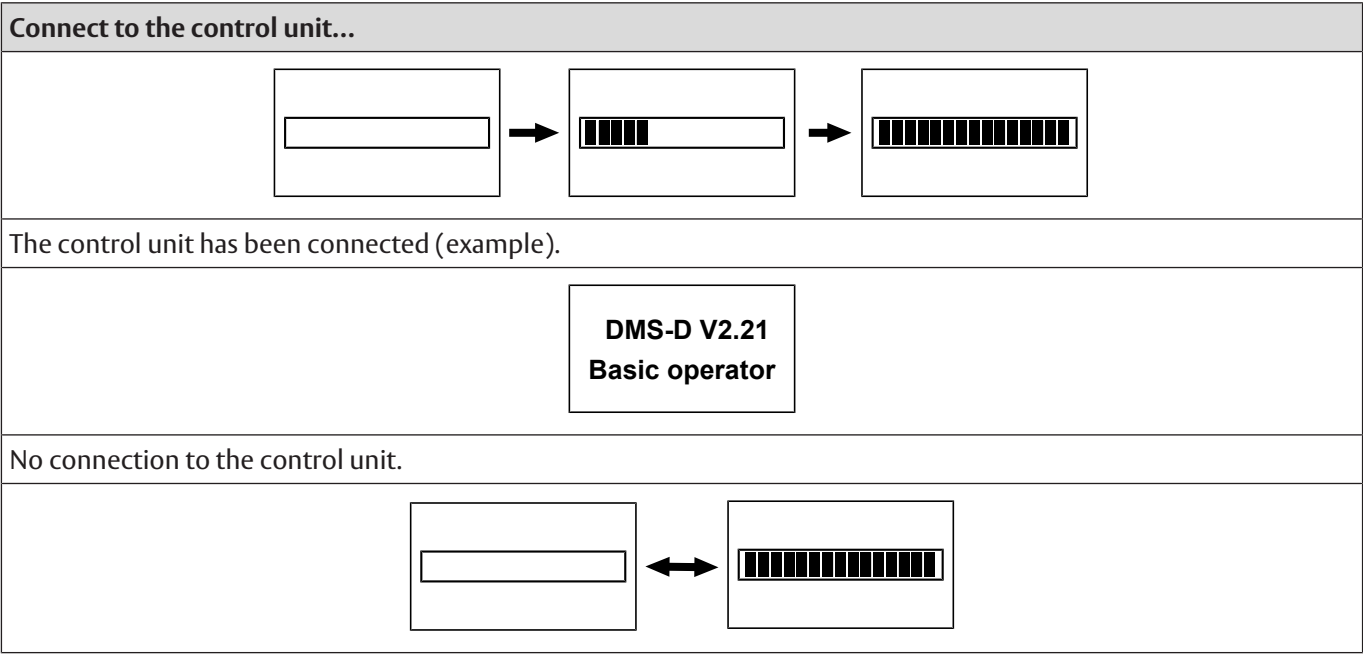 Connect to the control unit...
The control unit has been connected (example).
DMS-D V2.21
Basic operator
No connection to the control unit.